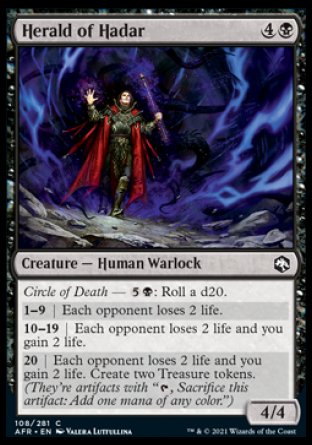 Herald of Hadar 4
Creature — Human Warlock
Circle of Death — 5: Roll a d20.
1–9 | Each opponent loses 2 life.
10–19 | Each opponent loses 2 life and you
gain 2 life.
20 | Each opponent loses 2 life and you
gain 2 life. Create two Treasure tokens.
(They're artifacts with “, Sacrifice this
artifact: Add one mana of any color.”)
4/4
108/281 C
AFR • EN VALERA LUTFULLINA
™ & © 2021 Wizards of the Coast